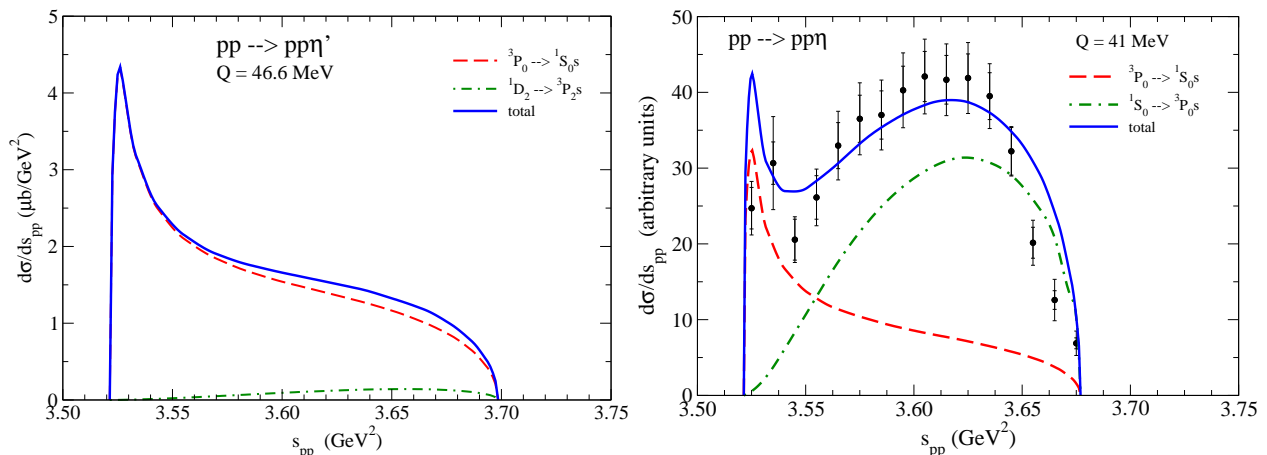 pp --> ppη'
Q = 46.6 MeV
³P₀ --> ¹S₀s
¹D₂ --> ³P₂s
total
dσ/ds_pp (μb/GeV²)
5
4
3
2
1
0
3.50 3.55 3.60 3.65 3.70 3.75
s_pp (GeV²)
pp --> ppη
Q = 41 MeV
³P₀ --> ¹S₀s
¹S₀ --> ³P₀s
total
dσ/ds_pp (arbitrary units)
50
40
30
20
10
0
3.50 3.55 3.60 3.65 3.70 3.75
s_pp (GeV²)